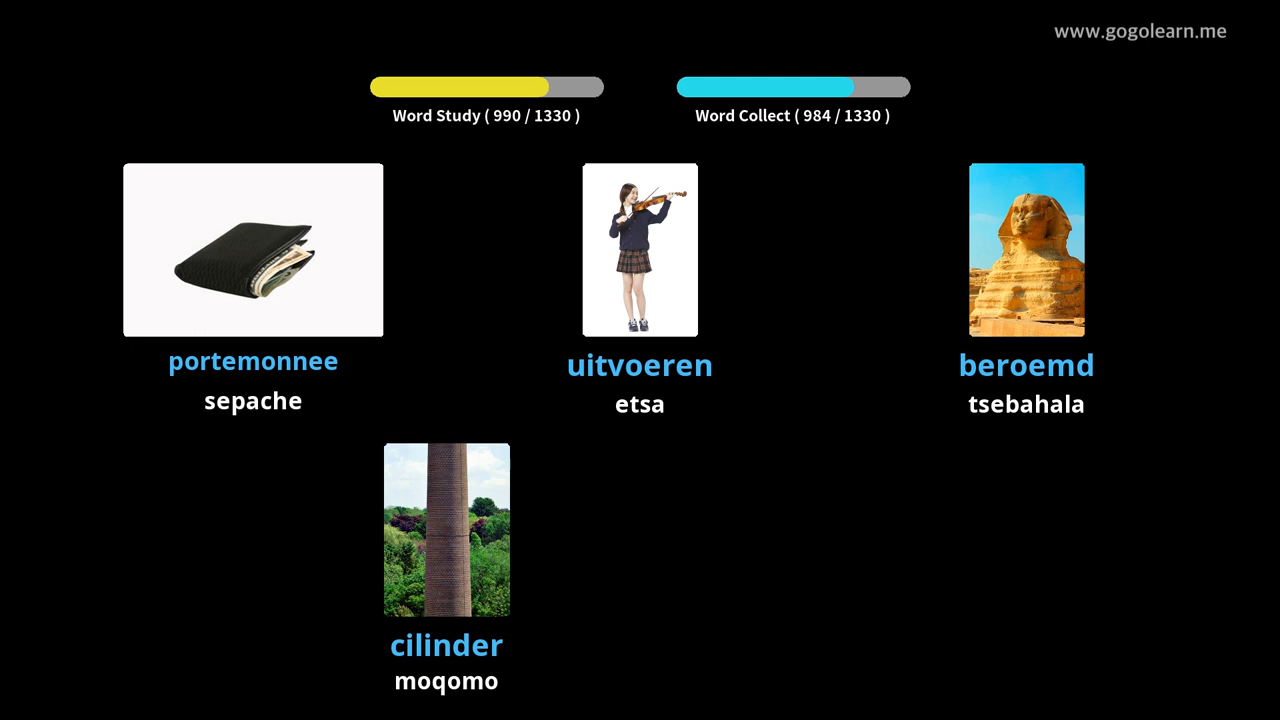 www.gogolearn.me
Word Study ( 990 / 1330 )
Word Collect ( 984 / 1330 )
portemonnee
sepache
uitvoeren
etsa
beroemd
tsebahala
cilinder
moqomo